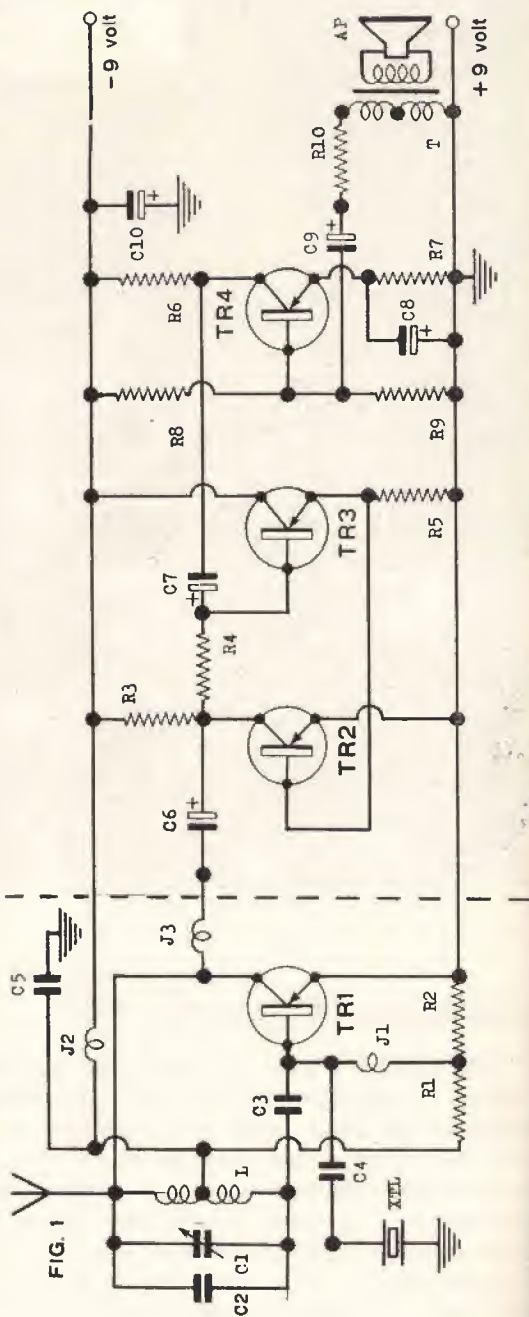 FIG. 1
C5
J2
C1
C2
L
C3
C4
XTL
TR1
J1
R1
R2
J3
C6
R3
R4
TR2
C7
TR3
R5
R6
R8
TR4
R9
C8
R7
C9
R10
C10
T
AP
-9 volt
+9 volt
+
+
+
+
+